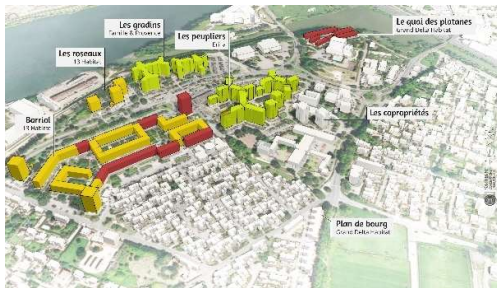 Les gradins
Famille & Provence
Le quai des platanes
Grand Delta Habitat
Les peupliers
Erilia
Les roseaux
13 Habitat
Les copropriétés
Barriol
13 Habitat
Plan de bourg
Grand Delta Habitat